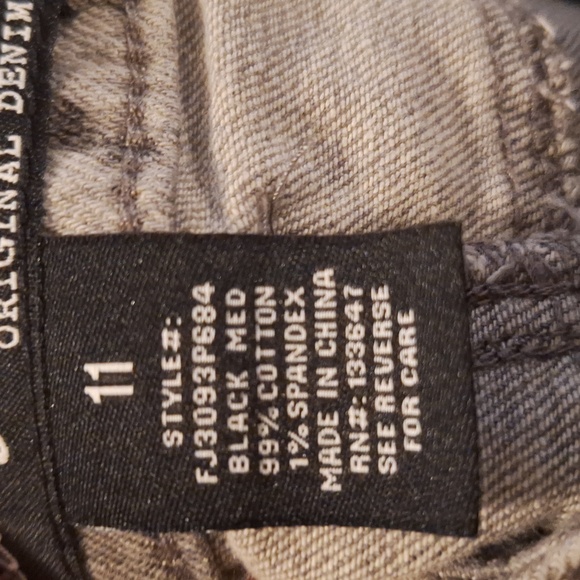 ORIGINAL DENIM
11
STYLE#:
FJ3093P684
BLACK MED
99% COTTON
1% SPANDEX
MADE IN CHINA
RN#: 133647
SEE REVERSE
FOR CARE